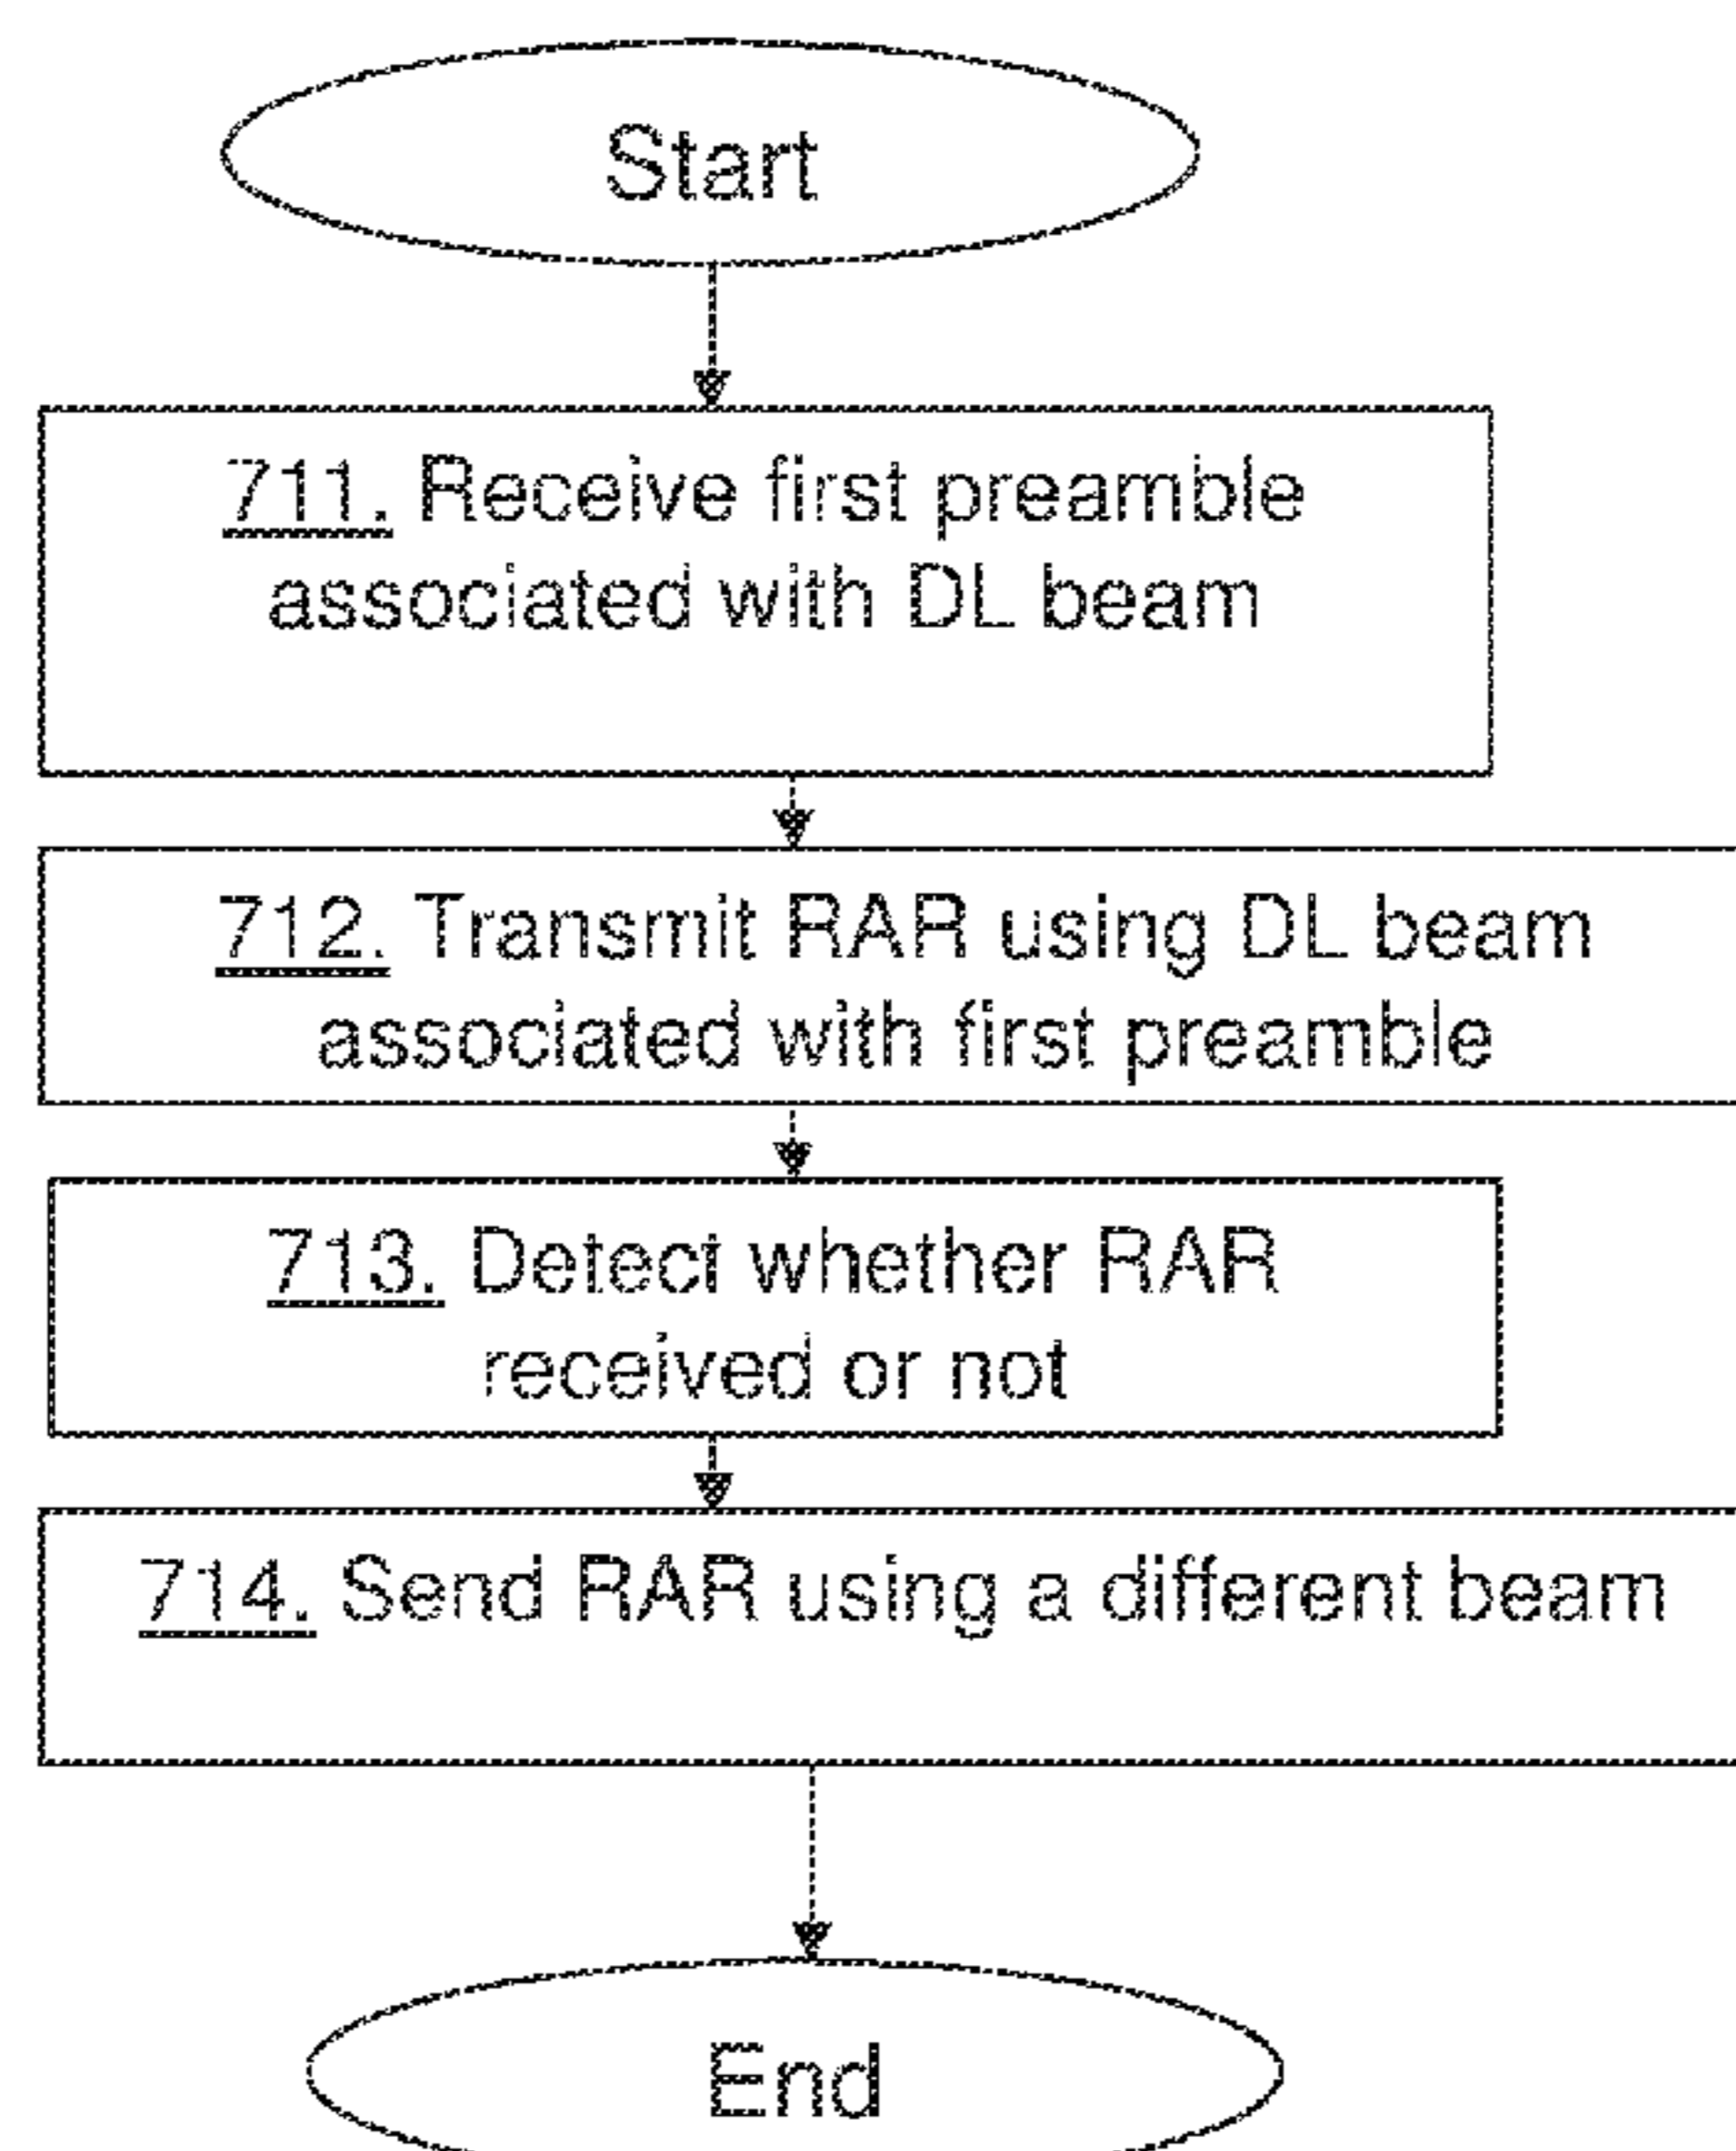 Start
711. Receive first preamble
associated with DL beam
712. Transmit RAR using DL beam
associated with first preamble
713. Detect whether RAR
received or not
714. Send RAR using a different beam
End